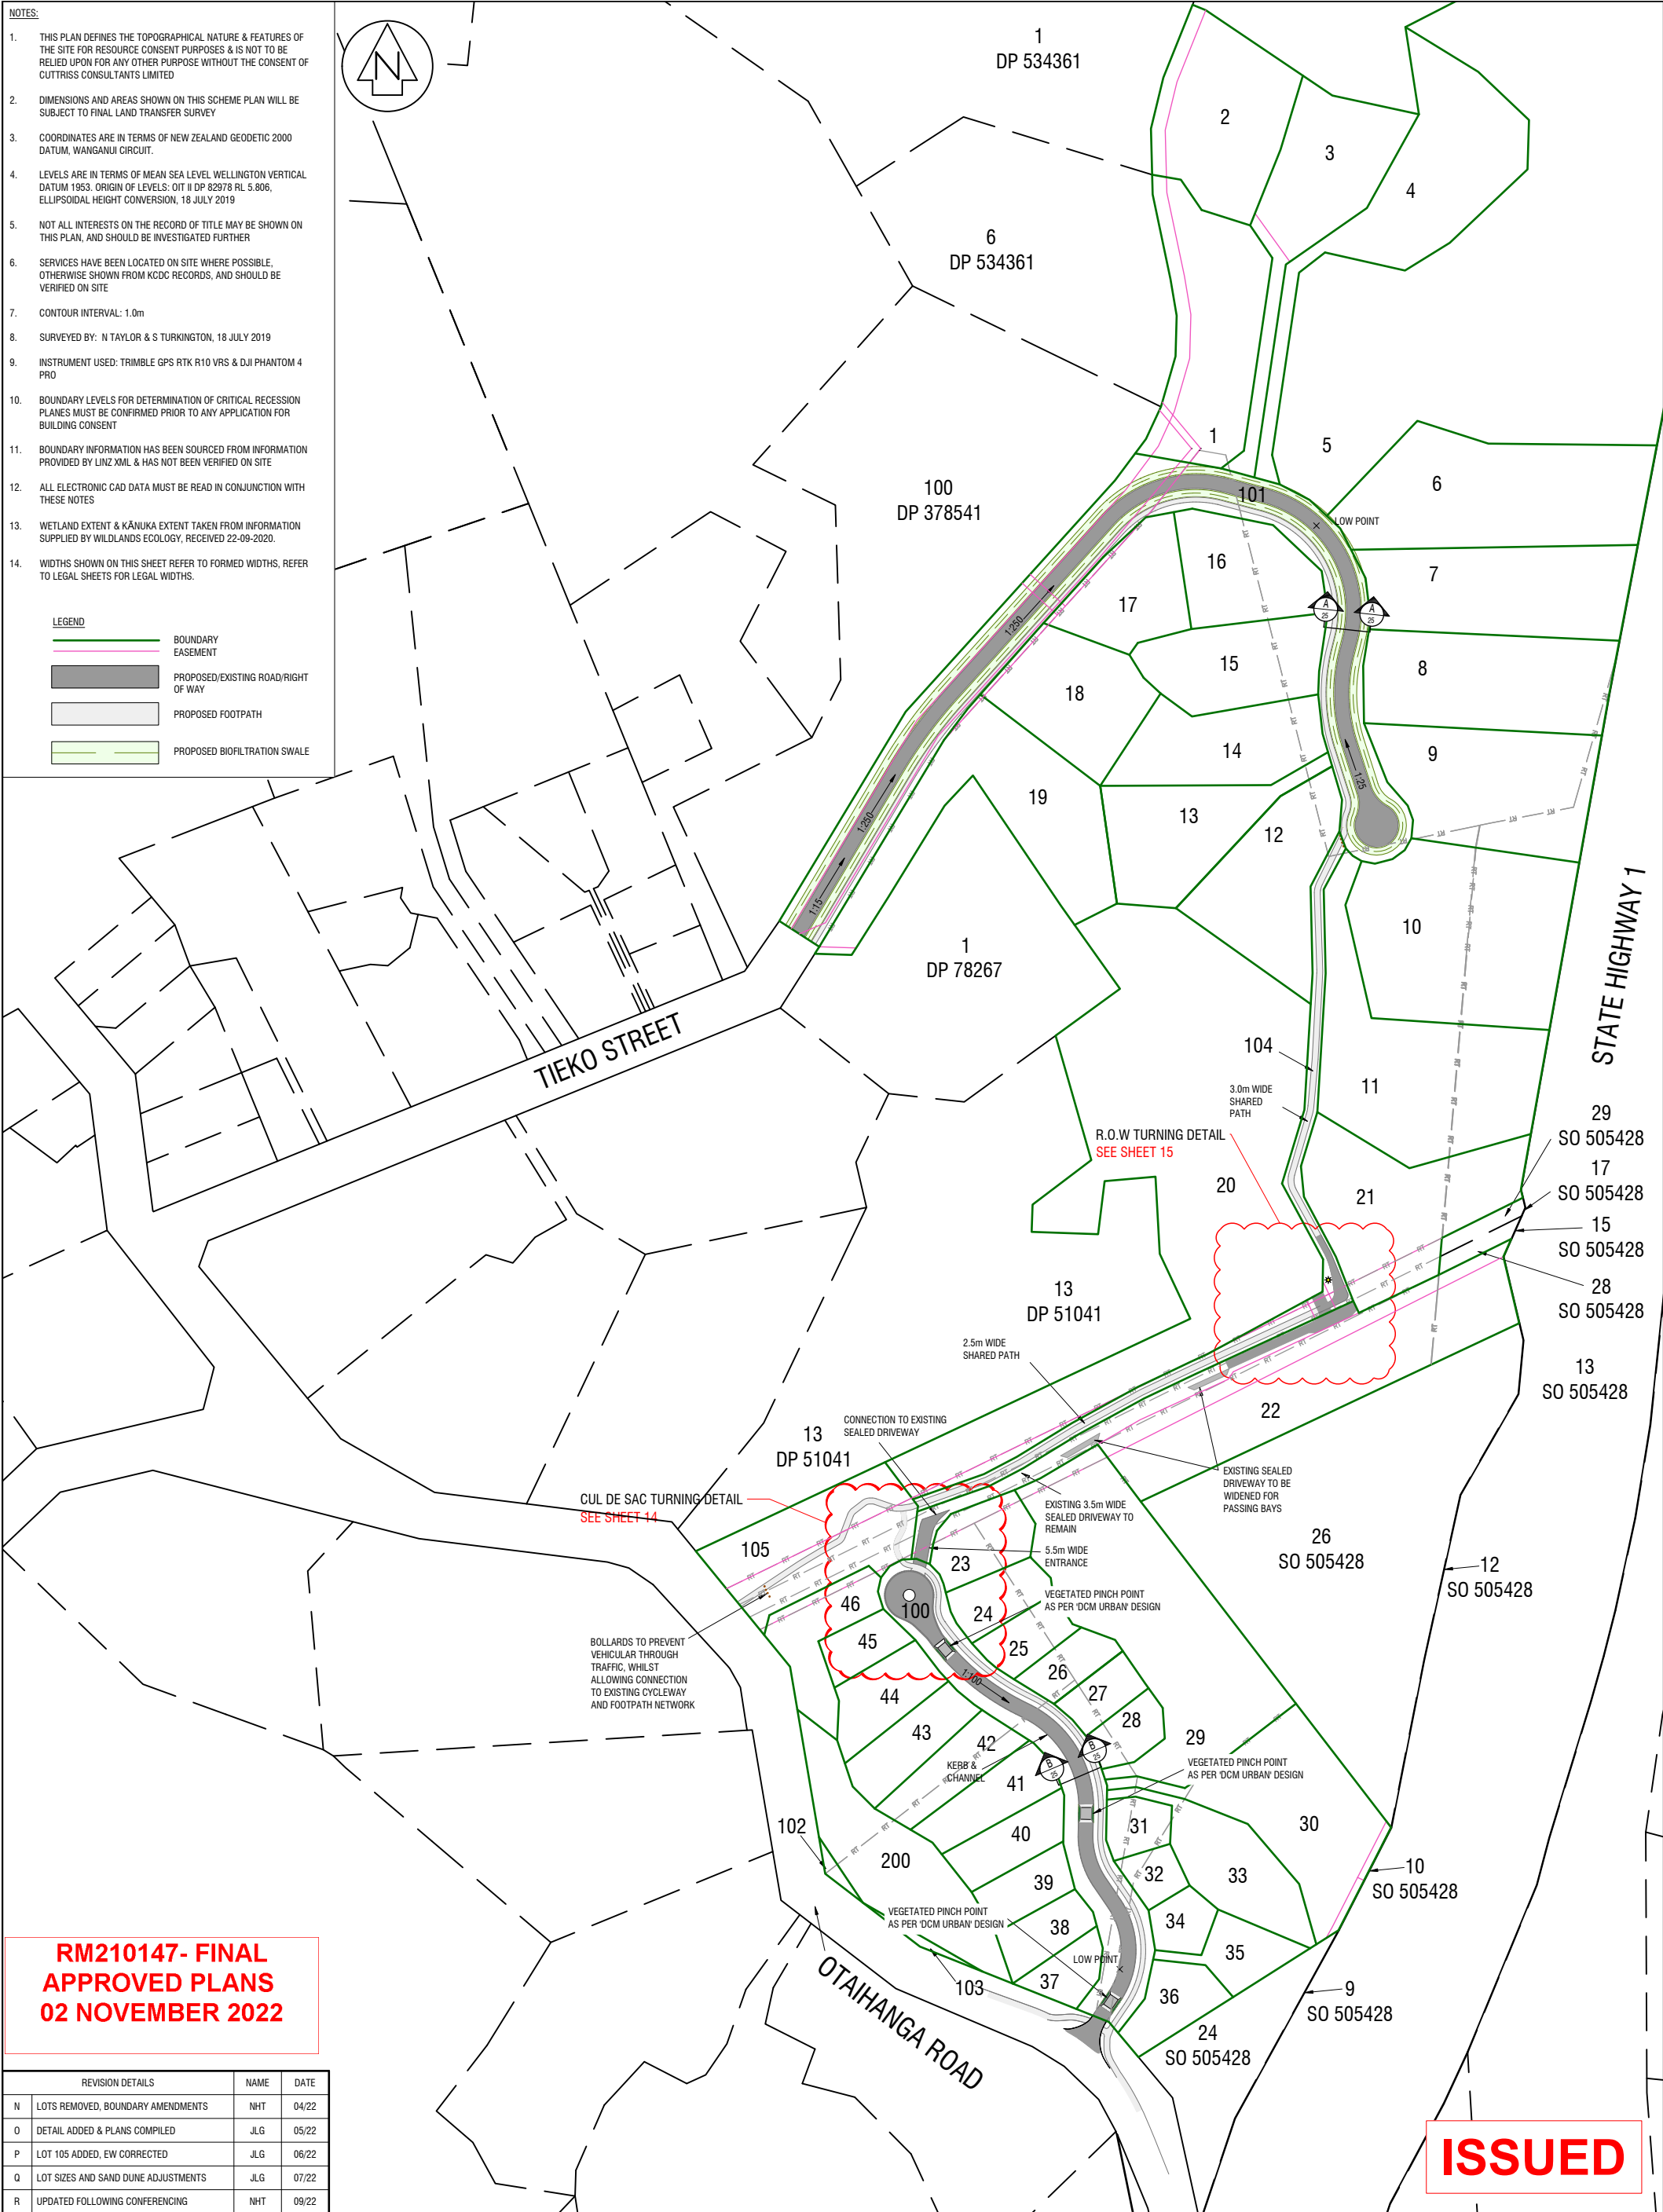 NOTES:
1. THIS PLAN DEFINES THE TOPOGRAPHICAL NATURE & FEATURES OF
THE SITE FOR RESOURCE CONSENT PURPOSES & IS NOT TO BE
RELIED UPON FOR ANY OTHER PURPOSE WITHOUT THE CONSENT OF
CUTTRISS CONSULTANTS LIMITED
2. DIMENSIONS AND AREAS SHOWN ON THIS SCHEME PLAN WILL BE
SUBJECT TO FINAL LAND TRANSFER SURVEY
3. COORDINATES ARE IN TERMS OF NEW ZEALAND GEODETIC 2000
DATUM, WANGANUI CIRCUIT.
4. LEVELS ARE IN TERMS OF MEAN SEA LEVEL WELLINGTON VERTICAL
DATUM 1953. ORIGIN OF LEVELS: OIT II DP 82978 RL 5.806,
ELLIPSOIDAL HEIGHT CONVERSION, 18 JULY 2019
5. NOT ALL INTERESTS ON THE RECORD OF TITLE MAY BE SHOWN ON
THIS PLAN, AND SHOULD BE INVESTIGATED FURTHER
6. SERVICES HAVE BEEN LOCATED ON SITE WHERE POSSIBLE,
OTHERWISE SHOWN FROM KCDC RECORDS, AND SHOULD BE
VERIFIED ON SITE
7. CONTOUR INTERVAL: 1.0m
8. SURVEYED BY: N TAYLOR & S TURKINGTON, 18 JULY 2019
9. INSTRUMENT USED: TRIMBLE GPS RTK R10 VRS & DJI PHANTOM 4
PRO
10. BOUNDARY LEVELS FOR DETERMINATION OF CRITICAL RECESSION
PLANES MUST BE CONFIRMED PRIOR TO ANY APPLICATION FOR
BUILDING CONSENT
11. BOUNDARY INFORMATION HAS BEEN SOURCED FROM INFORMATION
PROVIDED BY LINZ XML & HAS NOT BEEN VERIFIED ON SITE
12. ALL ELECTRONIC CAD DATA MUST BE READ IN CONJUNCTION WITH
THESE NOTES
13. WETLAND EXTENT & KĀNUKA EXTENT TAKEN FROM INFORMATION
SUPPLIED BY WILDLANDS ECOLOGY, RECEIVED 22-09-2020.
14. WIDTHS SHOWN ON THIS SHEET REFER TO FORMED WIDTHS, REFER
TO LEGAL SHEETS FOR LEGAL WIDTHS.
LEGEND
BOUNDARY
EASEMENT
PROPOSED/EXISTING ROAD/RIGHT
OF WAY
PROPOSED FOOTPATH
PROPOSED BIOFILTRATION SWALE
N
1
DP 534361
2
3
4
6
DP 534361
1
5
6
100
DP 378541
101
LOW POINT
16
7
17
A
25
A
25
1:250
15
8
18
14
9
1:25
19
13
12
1:250
1:15
10
1
DP 78267
STATE HIGHWAY 1
TIEKO STREET
104
11
3.0m WIDE
SHARED
PATH
29
SO 505428
R.O.W TURNING DETAIL
SEE SHEET 15
17
SO 505428
20
21
15
SO 505428
28
SO 505428
13
DP 51041
2.5m WIDE
SHARED PATH
13
SO 505428
22
CONNECTION TO EXISTING
SEALED DRIVEWAY
13
DP 51041
EXISTING SEALED
DRIVEWAY TO BE
WIDENED FOR
PASSING BAYS
CUL DE SAC TURNING DETAIL
SEE SHEET 14
EXISTING 3.5m WIDE
SEALED DRIVEWAY TO
REMAIN
26
SO 505428
105
5.5m WIDE
ENTRANCE
23
12
SO 505428
VEGETATED PINCH POINT
AS PER 'DCM URBAN' DESIGN
46
100
24
45
25
BOLLARDS TO PREVENT
VEHICULAR THROUGH
TRAFFIC, WHILST
ALLOWING CONNECTION
TO EXISTING CYCLEWAY
AND FOOTPATH NETWORK
1:100
26
27
44
28
43
42
29
KERB &
CHANNEL
B
20
B
20
VEGETATED PINCH POINT
AS PER 'DCM URBAN' DESIGN
41
102
40
31
30
200
39
32
33
10
SO 505428
VEGETATED PINCH POINT
AS PER 'DCM URBAN' DESIGN
38
34
35
LOW POINT
103
37
36
9
SO 505428
OTAIHANGA ROAD
24
SO 505428
RM210147- FINAL
APPROVED PLANS
02 NOVEMBER 2022
REVISION DETAILS NAME DATE
N LOTS REMOVED, BOUNDARY AMENDMENTS NHT 04/22
O DETAIL ADDED & PLANS COMPILED JLG 05/22
P LOT 105 ADDED, EW CORRECTED JLG 06/22
Q LOT SIZES AND SAND DUNE ADJUSTMENTS JLG 07/22
R UPDATED FOLLOWING CONFERENCING NHT 09/22
ISSUED